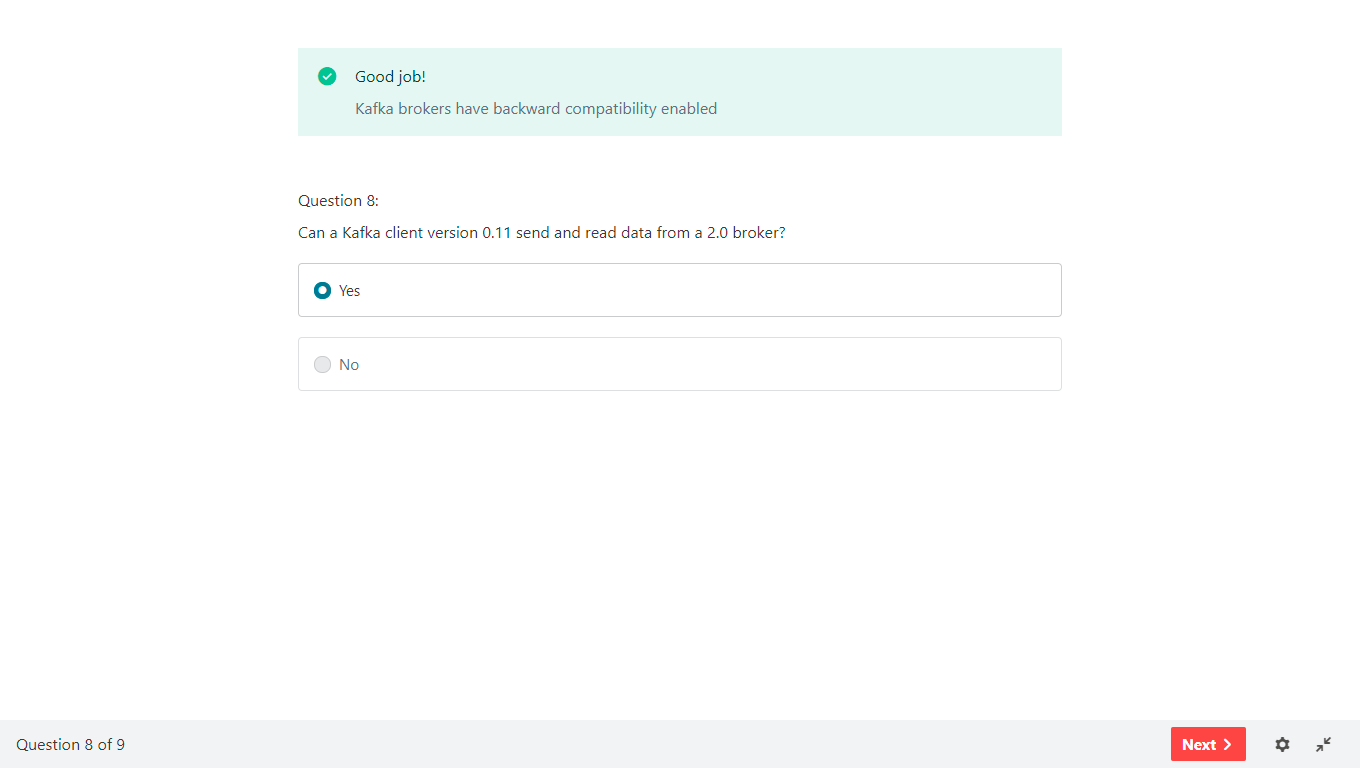 Good job!
Kafka brokers have backward compatibility enabled
Question 8:
Can a Kafka client version 0.11 send and read data from a 2.0 broker?
Yes
No
Question 8 of 9
Next